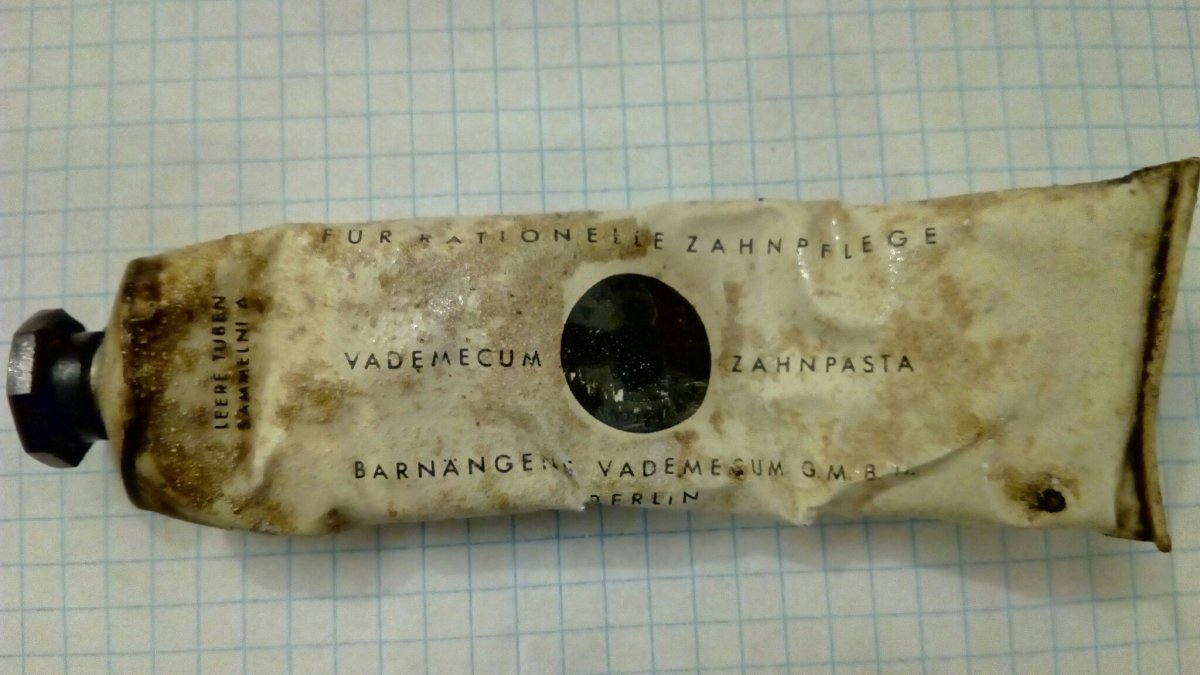 FÜR RATIONELLE ZAHNPFLEGE
VADEMECUM ZAHNPASTA
BARNÄNGENS VADEMECUM G.M.B.H.
BERLIN
LEERE TUBEN
SAMMELN!